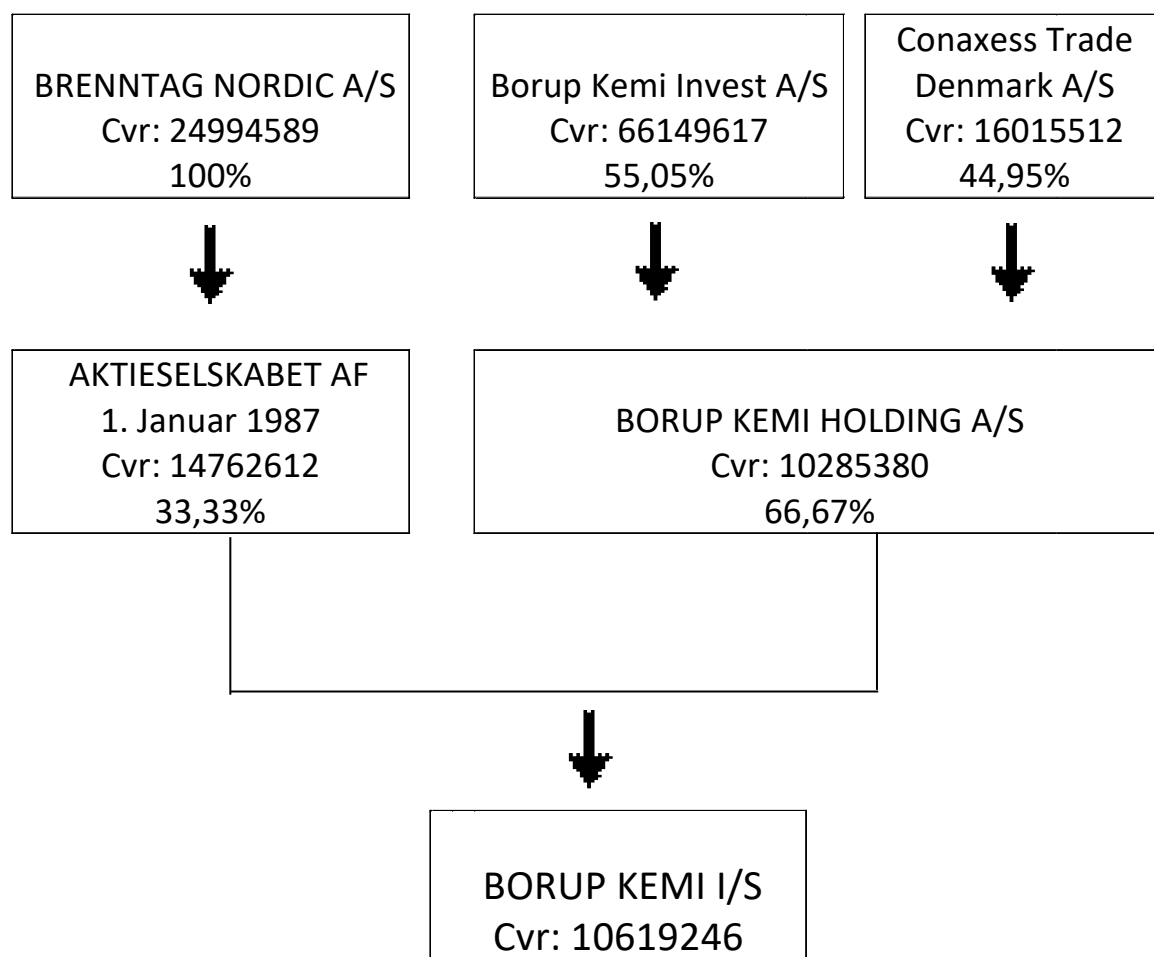 BRENNTAG NORDIC A/S
Cvr: 24994589
100%
Borup Kemi Invest A/S
Cvr: 66149617
55,05%
Conaxess Trade
Denmark A/S
Cvr: 16015512
44,95%
AKTIESELSKABET AF
1. Januar 1987
Cvr: 14762612
33,33%
BORUP KEMI HOLDING A/S
Cvr: 10285380
66,67%
BORUP KEMI I/S
Cvr: 10619246